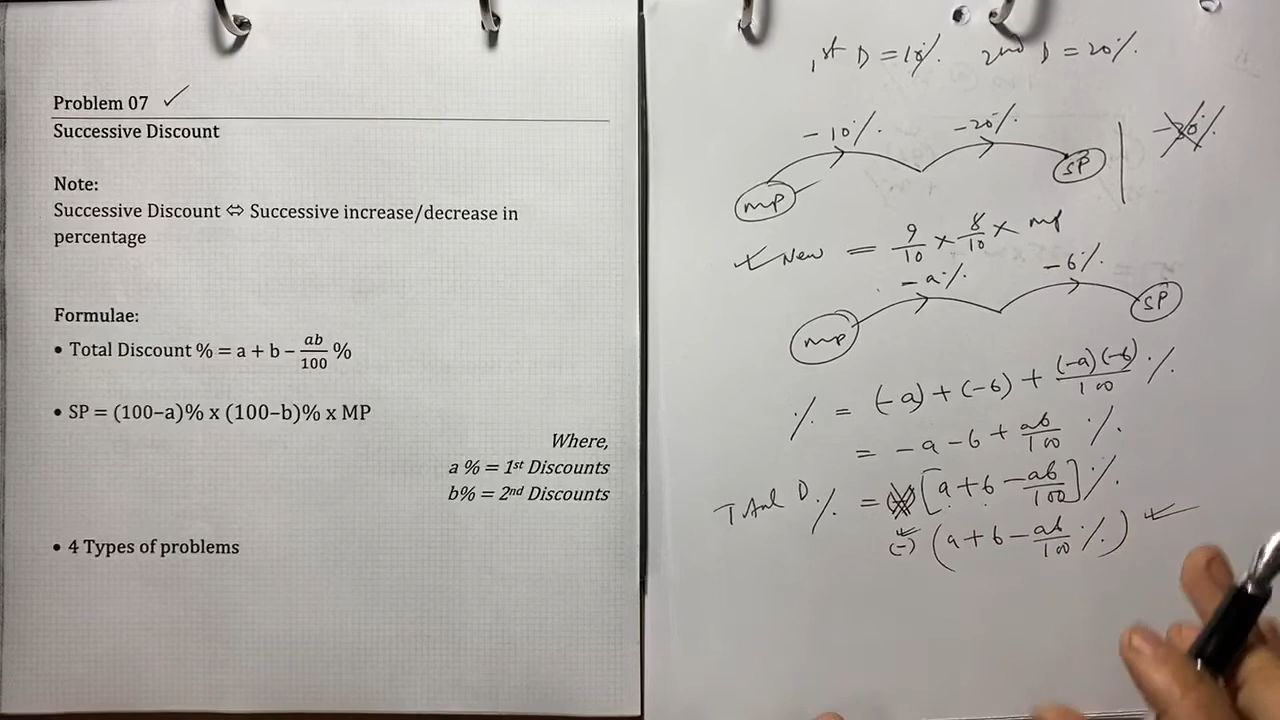 Problem 07 ✓
Successive Discount
Note:
Successive Discount ⇔ Successive increase/decrease in
percentage
Formulae:
• Total Discount % = a + b – ab/100 %
• SP = (100–a)% x (100–b)% x MP
Where,
a % = 1st Discounts
b% = 2nd Discounts
• 4 Types of problems
1st D = 10%. 2nd D = 20%.
-10%. -20%. -30%
MP SP
New = 9/10 × 8/10 × MP
-a% -b%
MP SP
% = (-a) + (-b) + (-a)(-b)/100 %
= -a - b + ab/100 %
Total D% = (-) [a + b - ab/100] %
(-) (a + b - ab/100 %)